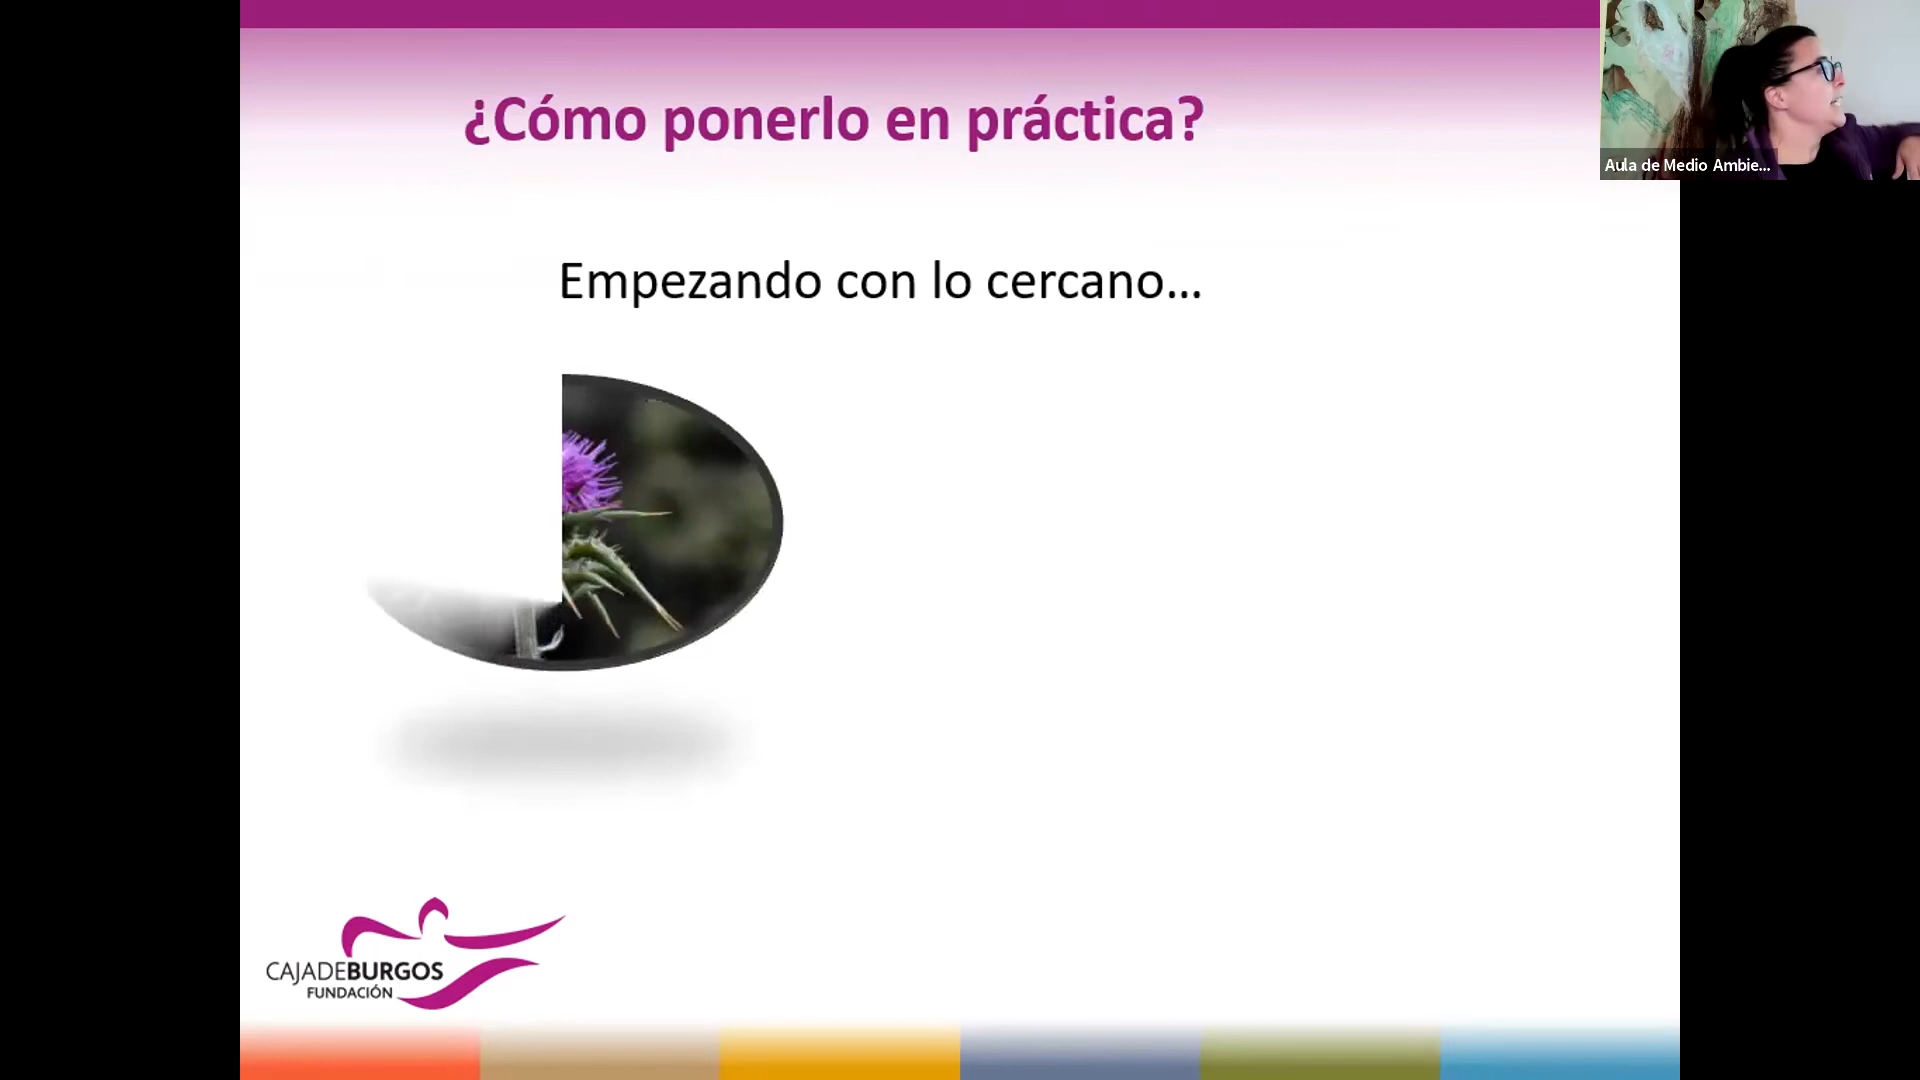 ¿Cómo ponerlo en práctica?
Aula de Medio Ambie...
Empezando con lo cercano...
CAJADEBURGOS
FUNDACIÓN